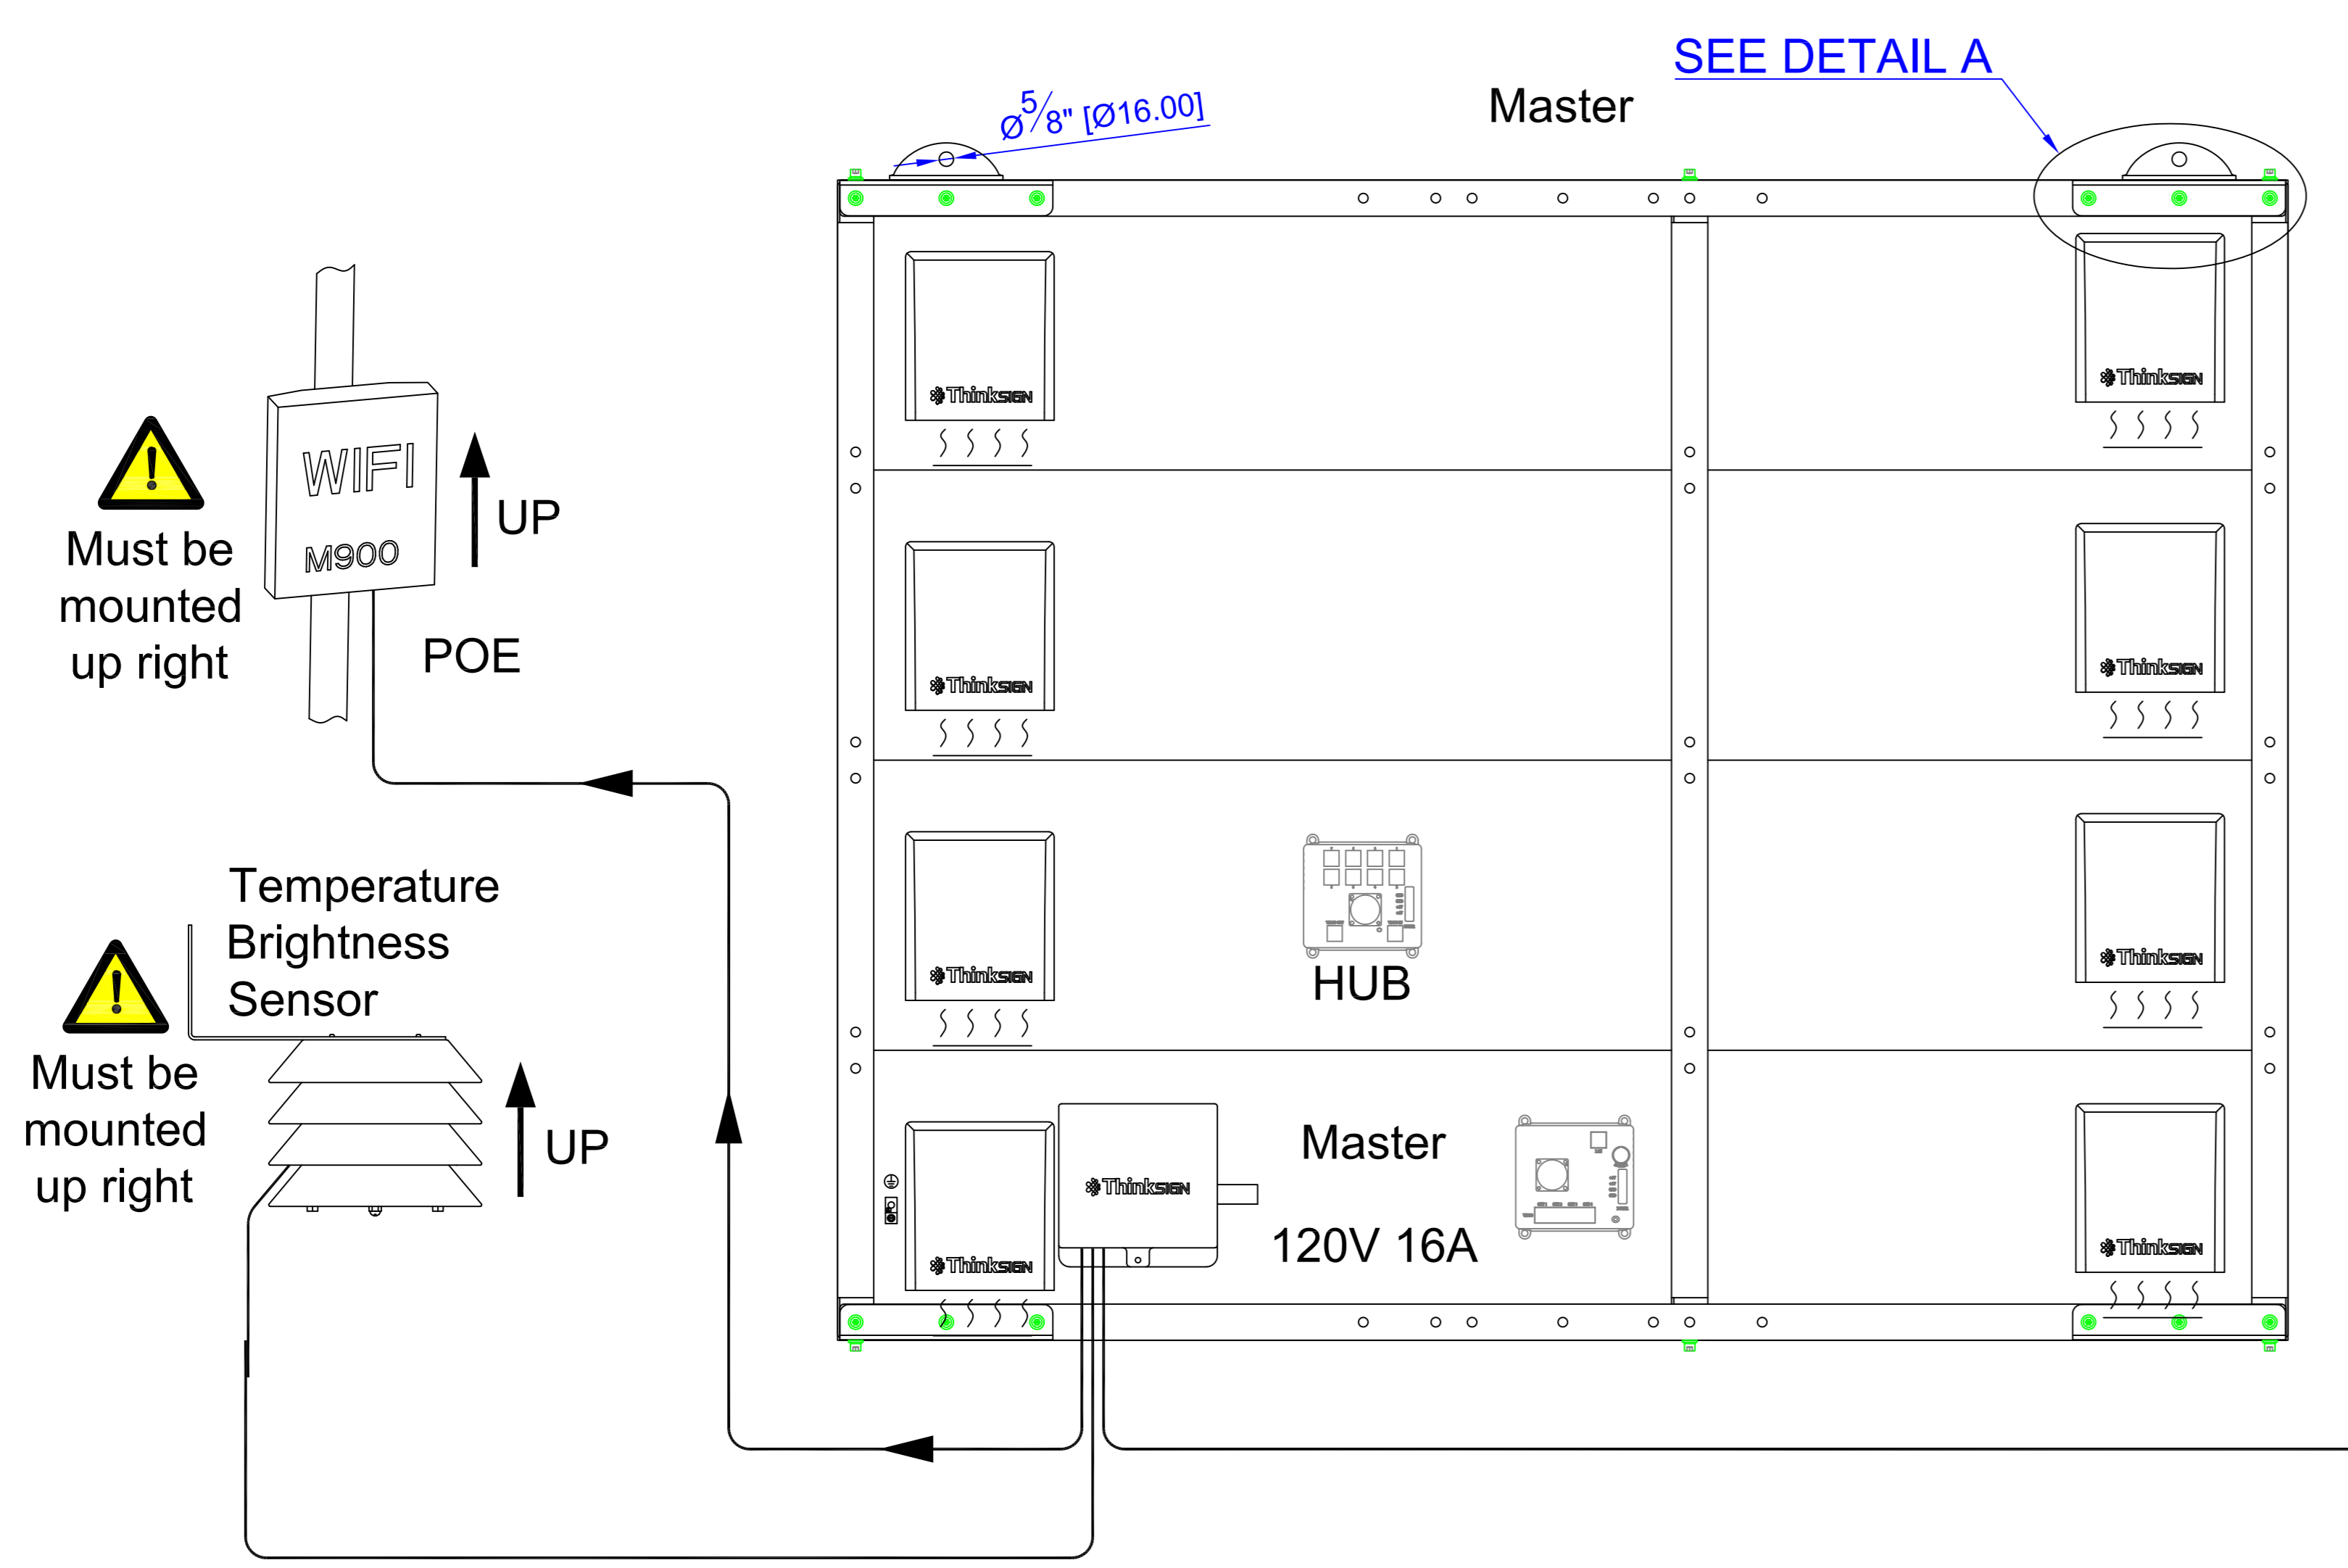 SEE DETAIL A
Master
Ø5/8" [Ø16.00]
WIFI
M900
UP
Must be
mounted
up right
POE
Temperature
Brightness
Sensor
Must be
mounted
up right
UP
ThinkSIGN
ThinkSIGN
ThinkSIGN
ThinkSIGN
ThinkSIGN
ThinkSIGN
HUB
Master
120V 16A
ThinkSIGN
ThinkSIGN
ThinkSIGN